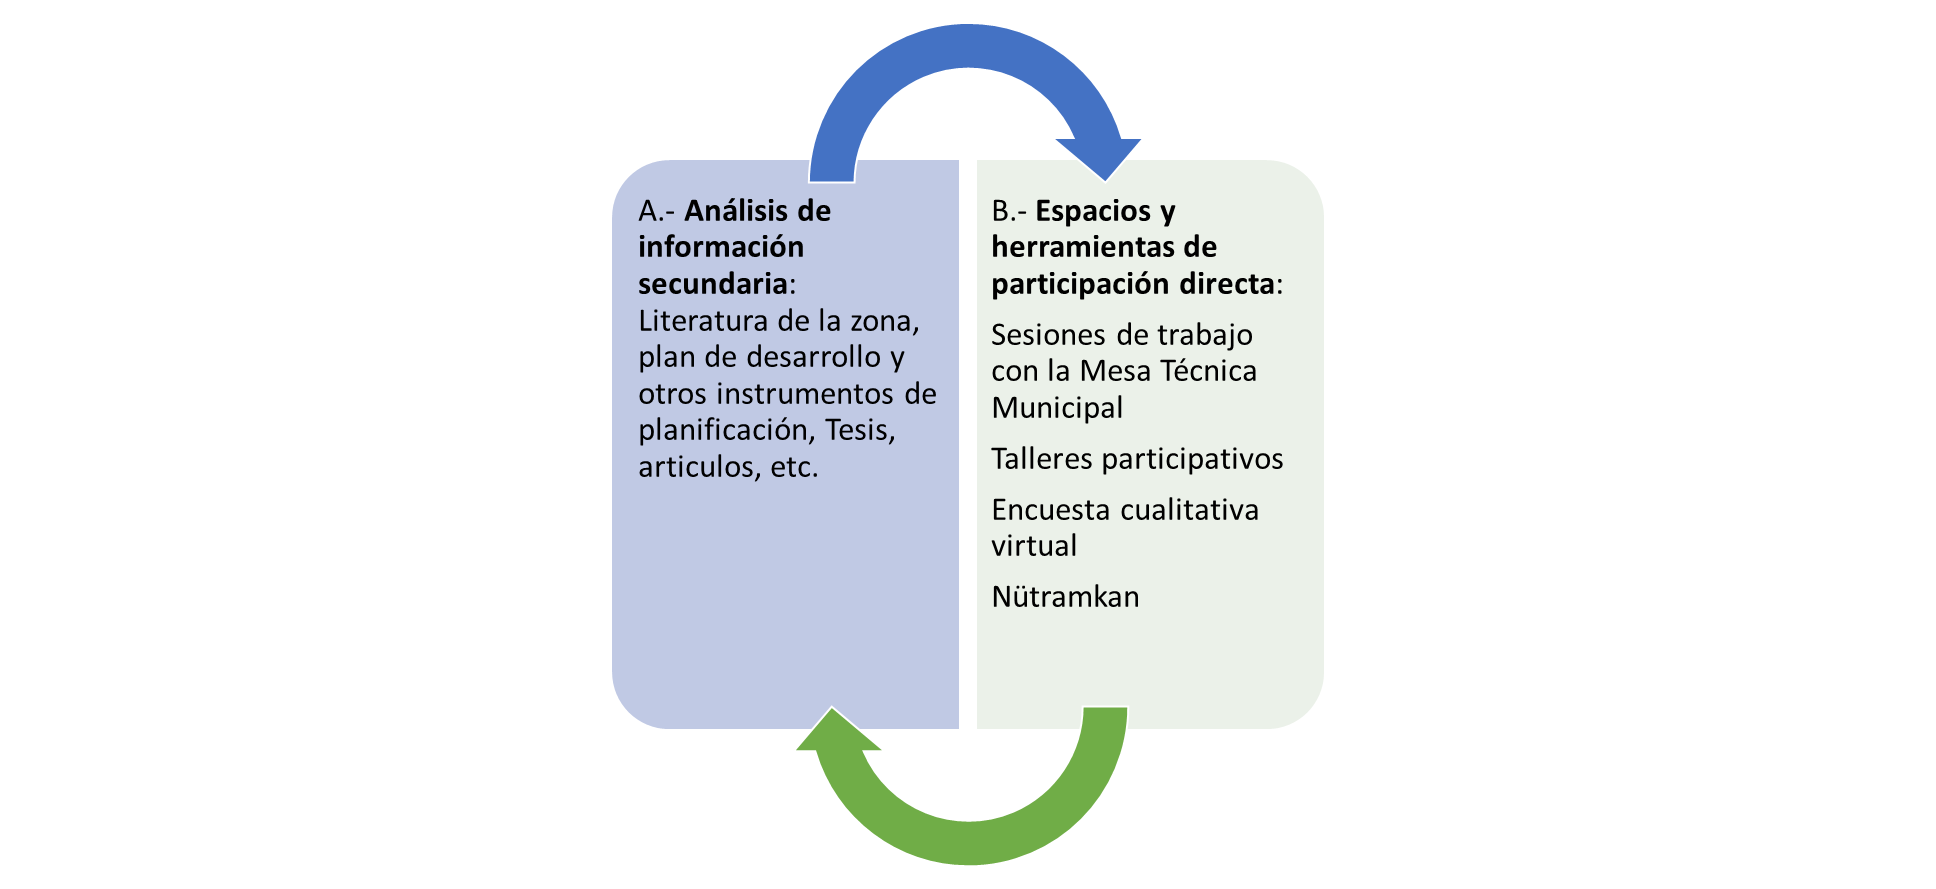 A.- Análisis de
información
secundaria:
Literatura de la zona,
plan de desarrollo y
otros instrumentos de
planificación, Tesis,
articulos, etc.
B.- Espacios y
herramientas de
participación directa:
Sesiones de trabajo
con la Mesa Técnica
Municipal
Talleres participativos
Encuesta cualitativa
virtual
Nütramkan